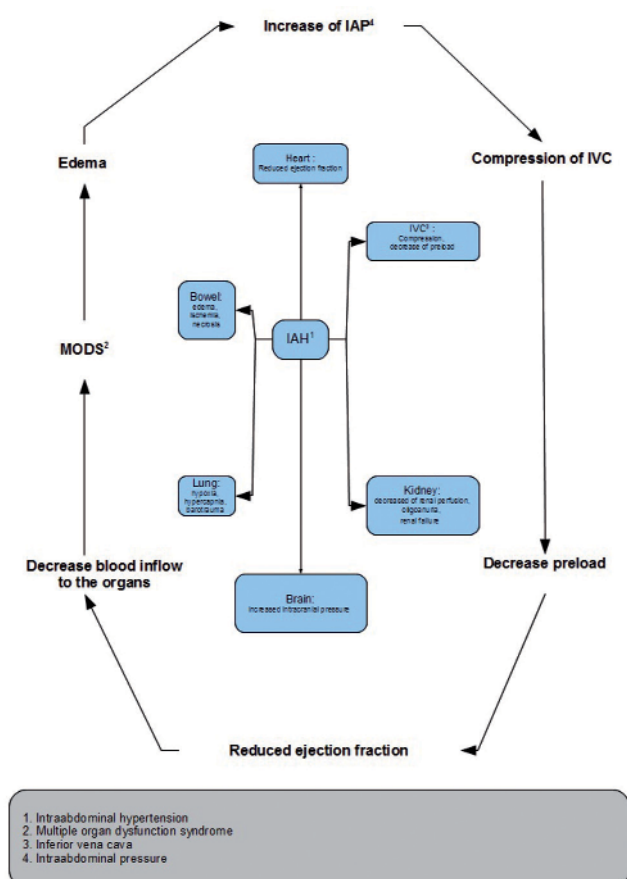 Increase of IAP⁴
Edema
Compression of IVC
Heart :
Reduced ejection fraction
IVC³ :
Compression,
decrease of preload
Bowel:
edema,
ischemia,
necrosis
IAH¹
MODS²
Lung:
hypoxia,
hypercapnia,
barotrauma
Kidney:
decreased of renal perfusion,
oligoanuria,
renal failure
Decrease blood inflow
to the organs
Decrease preload
Brain:
increased intracranial pressure
Reduced ejection fraction
1. Intraabdominal hypertension
2. Multiple organ dysfunction syndrome
3. Inferior vena cava
4. Intraabdominal pressure